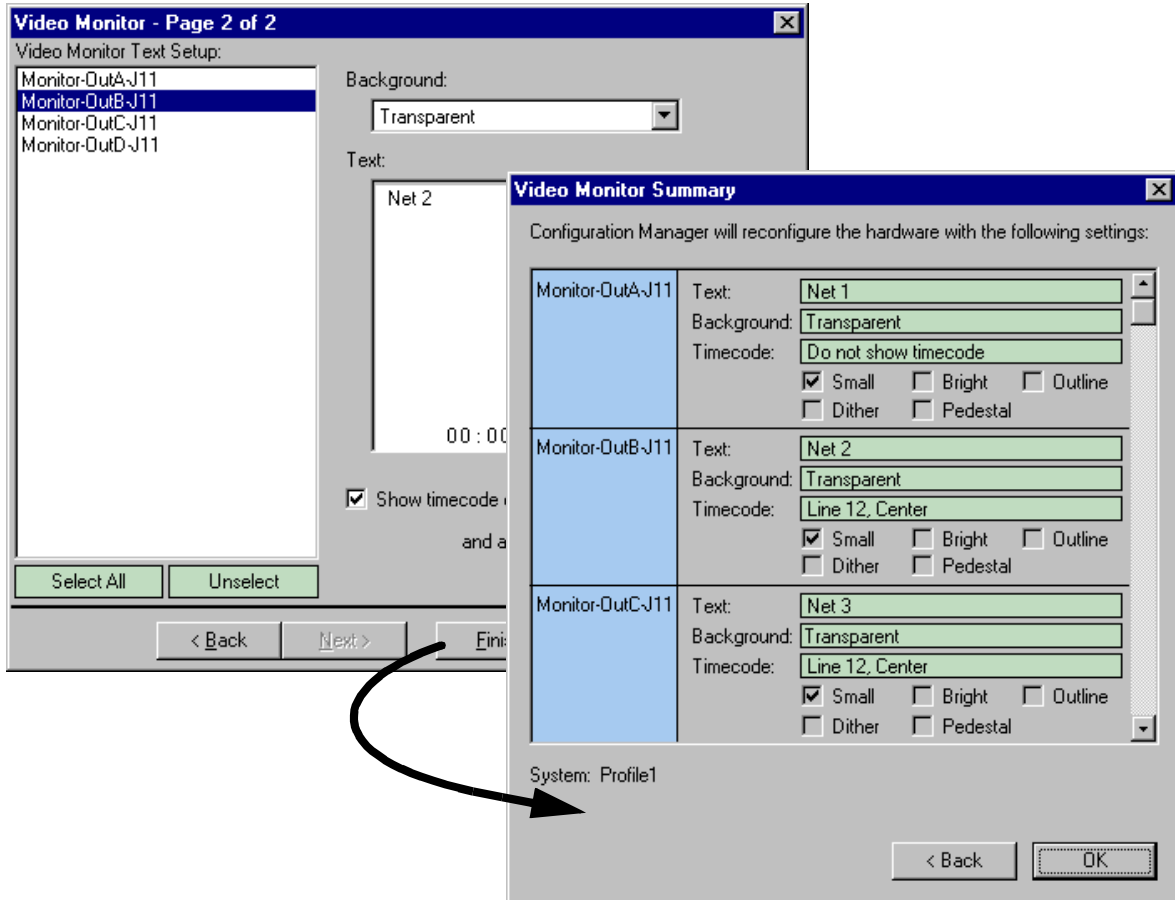 Video Monitor - Page 2 of 2
Video Monitor Text Setup:
Monitor-OutA-J11
Monitor-OutB-J11
Monitor-OutC-J11
Monitor-OutD-J11
Select All
Unselect
Background:
Transparent
Text:
Net 2
00:00
Show timecode
and a
< Back
Next >
Fini
Video Monitor Summary
Configuration Manager will reconfigure the hardware with the following settings:
Monitor-OutA-J11
Text: Net 1
Background: Transparent
Timecode: Do not show timecode
Small Bright Outline
Dither Pedestal
Monitor-OutB-J11
Text: Net 2
Background: Transparent
Timecode: Line 12, Center
Small Bright Outline
Dither Pedestal
Monitor-OutC-J11
Text: Net 3
Background: Transparent
Timecode: Line 12, Center
Small Bright Outline
Dither Pedestal
System: Profile1
< Back
OK